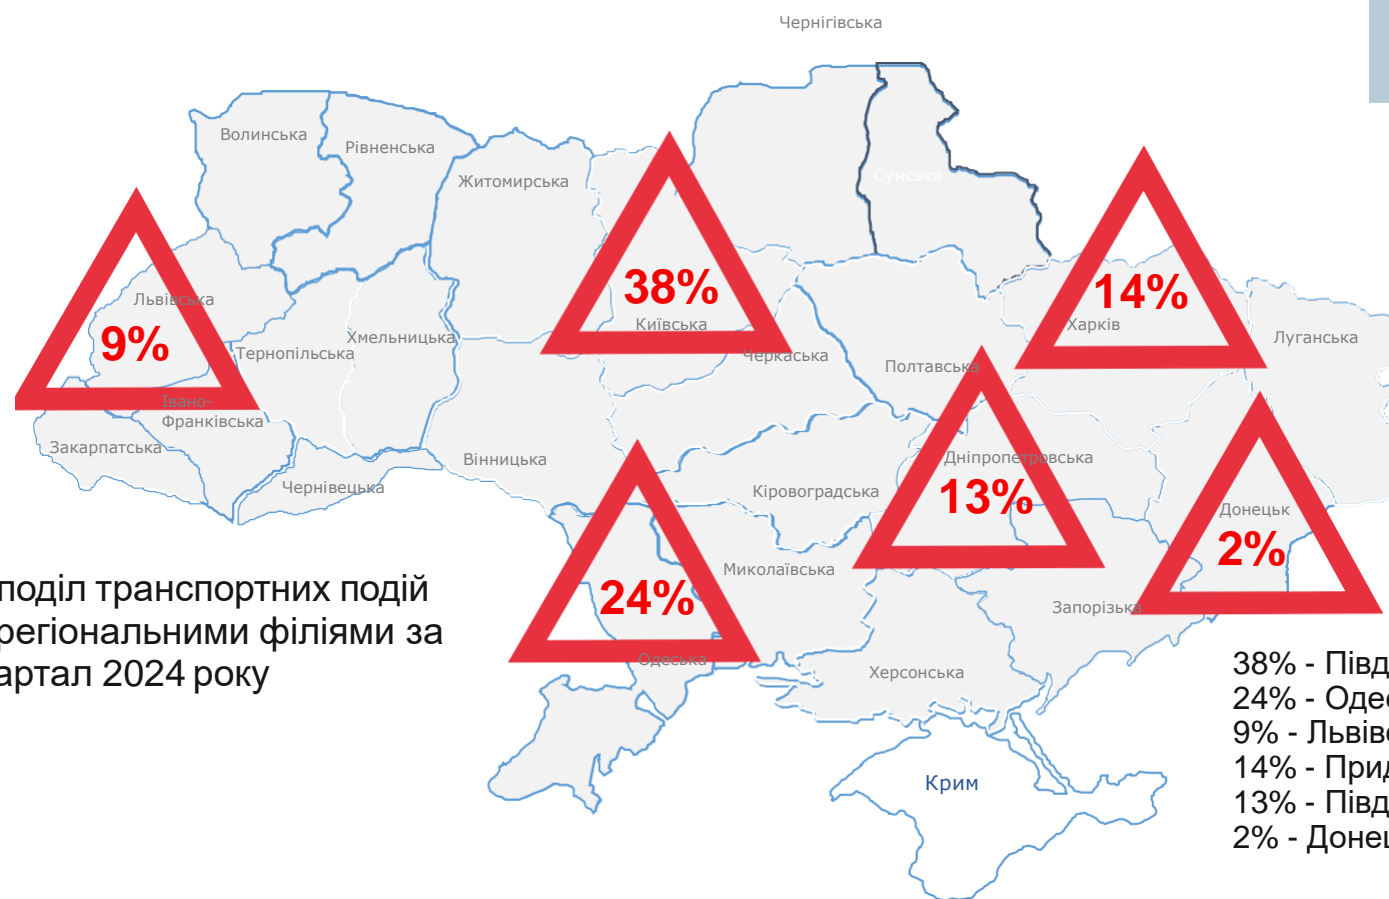 Чернігівська
Волинська
Рівненська
Житомирська
Сумська
38%
Київська
14%
Харків
Львівська
9%
Тернопільська
Хмельницька
Черкаська
Полтавська
Луганська
Івано-
Франківська
Закарпатська
Чернівецька
Вінницька
Дніпропетровська
13%
Кіровоградська
Донецьк
2%
Миколаївська
24%
Одеська
Запорізька
Херсонська
Крим
поділ транспортних подій
регіональними філіями за
артал 2024 року
38% - Півд
24% - Одес
9% - Львівс
14% - Прид
13% - Півд
2% - Донец